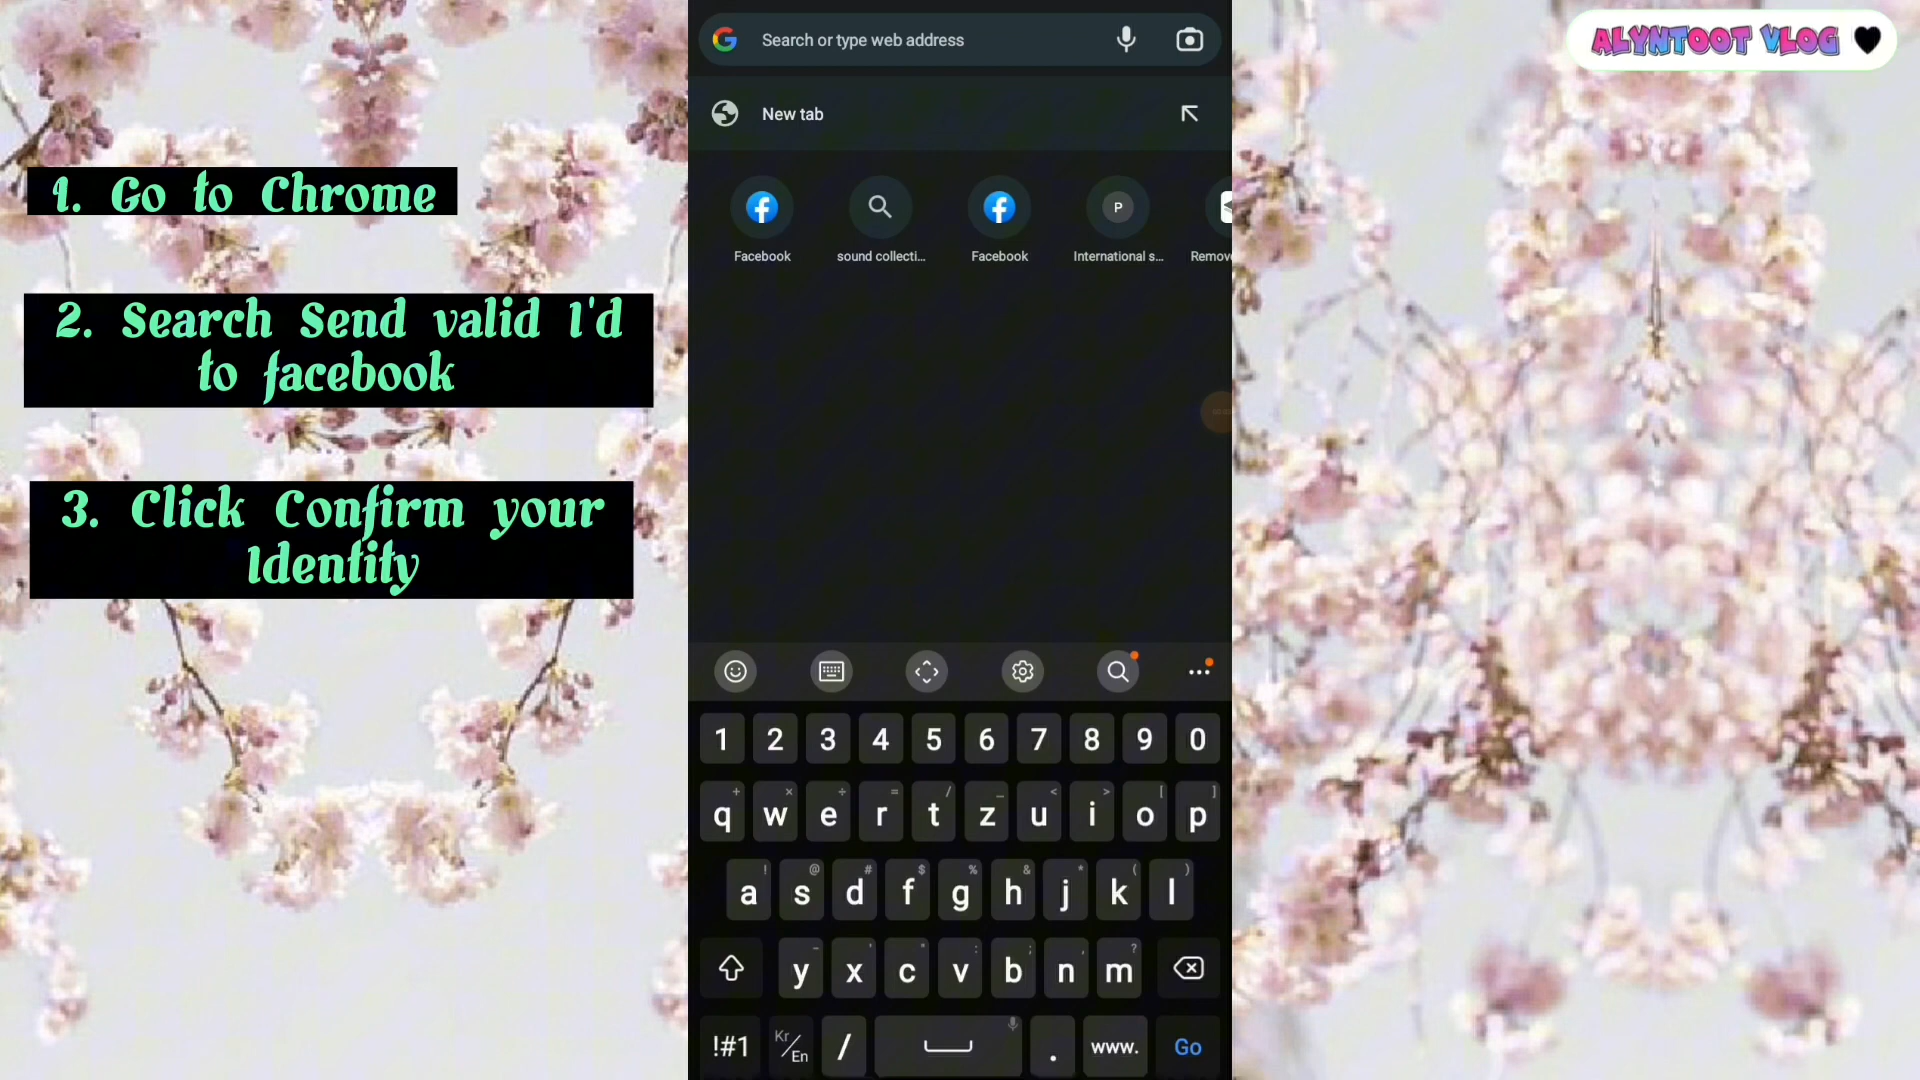 ALYNTOOT VLOG
1. Go to Chrome
2. Search Send valid I'd
to facebook
3. Click Confirm your
Identity
Search or type web address
New tab
Facebook
sound collecti...
Facebook
P
International s...
Remov
1 2 3 4 5 6 7 8 9 0
+ × ÷ = / _ < > [ ]
q w e r t z u i o p
! @ # $ % & * ( )
a s d f g h j k l
- ' " : ; , ?
y x c v b n m
!#1 Kr/En / . www. Go